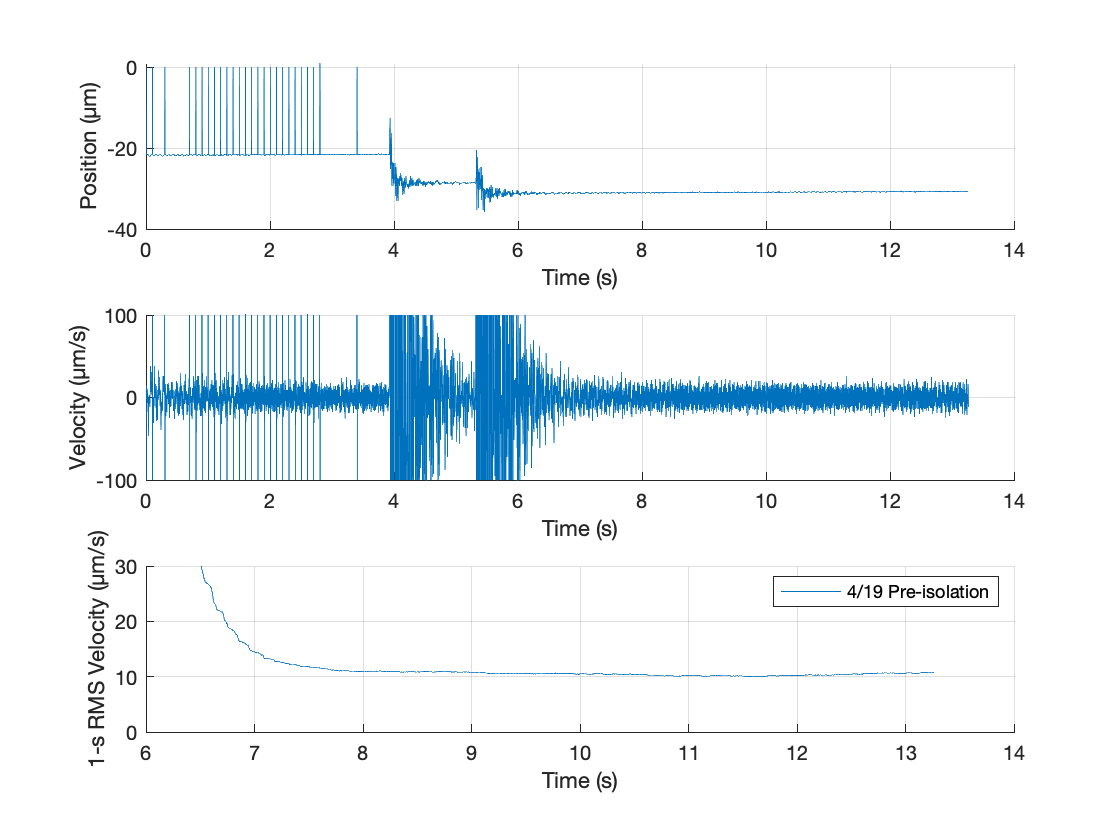 Position (μm)
0
-20
-40
0 2 4 6 8 10 12 14
Time (s)
Velocity (μm/s)
100
0
-100
0 2 4 6 8 10 12 14
Time (s)
1-s RMS Velocity (μm/s)
30
20
10
0
4/19 Pre-isolation
6 7 8 9 10 11 12 13 14
Time (s)